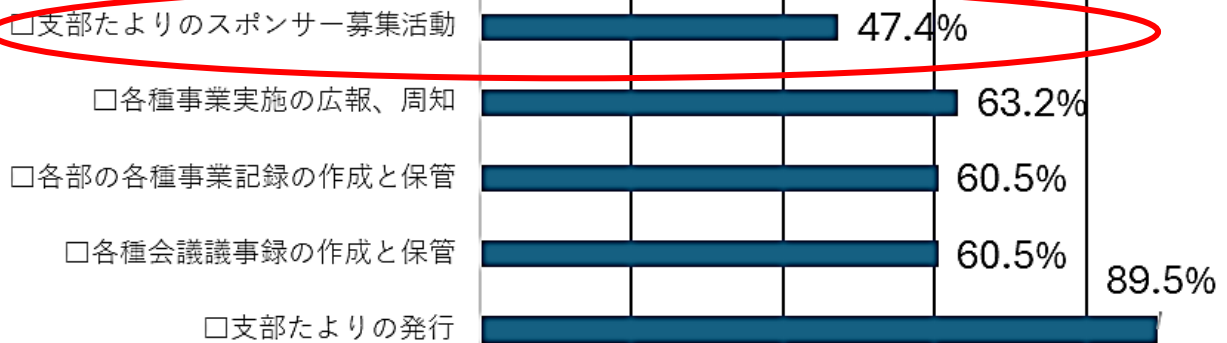 □支部たよりのスポンサー募集活動 47.4%
□各種事業実施の広報、周知 63.2%
□各部の各種事業記録の作成と保管 60.5%
□各種会議議事録の作成と保管 60.5%
□支部たよりの発行 89.5%